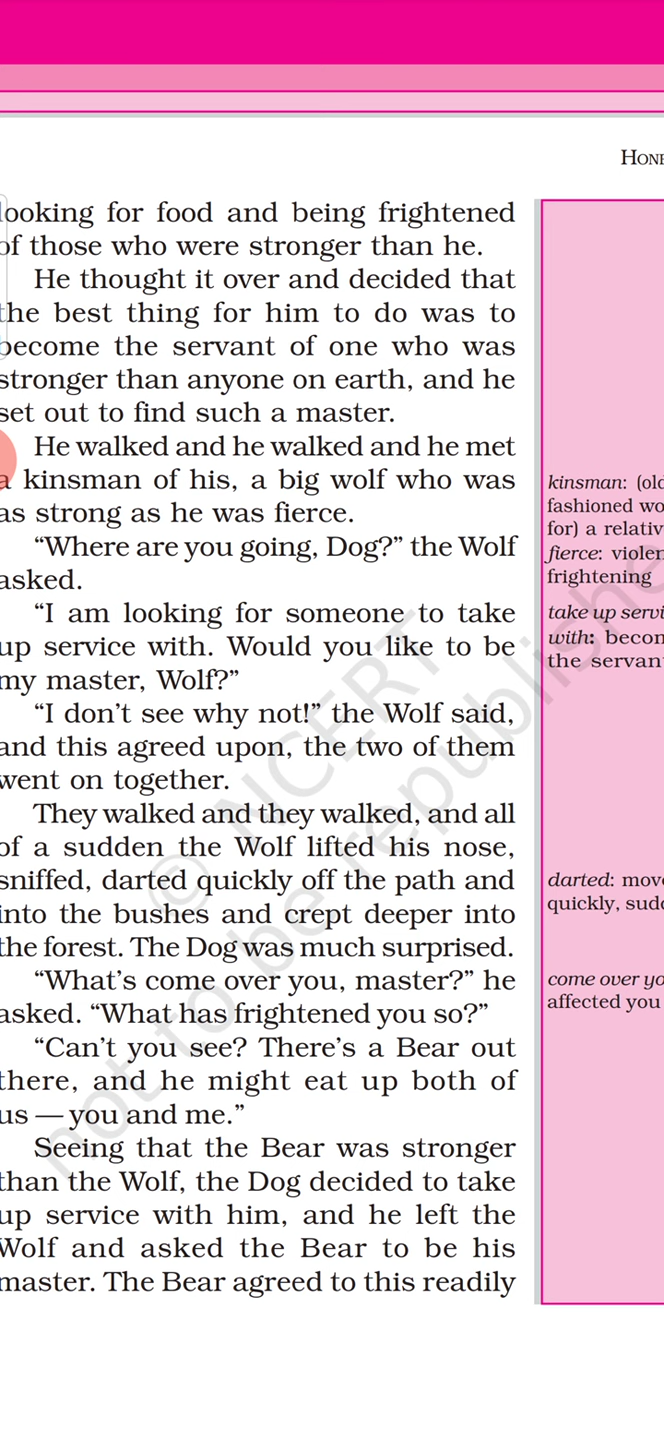 HONE
looking for food and being frightened
of those who were stronger than he.
He thought it over and decided that
the best thing for him to do was to
become the servant of one who was
stronger than anyone on earth, and he
set out to find such a master.
He walked and he walked and he met
a kinsman of his, a big wolf who was
as strong as he was fierce.
“Where are you going, Dog?” the Wolf
asked.
“I am looking for someone to take
up service with. Would you like to be
my master, Wolf?”
“I don’t see why not!” the Wolf said,
and this agreed upon, the two of them
went on together.
They walked and they walked, and all
of a sudden the Wolf lifted his nose,
sniffed, darted quickly off the path and
into the bushes and crept deeper into
the forest. The Dog was much surprised.
“What’s come over you, master?” he
asked. “What has frightened you so?”
“Can’t you see? There’s a Bear out
there, and he might eat up both of
us — you and me.”
Seeing that the Bear was stronger
than the Wolf, the Dog decided to take
up service with him, and he left the
Wolf and asked the Bear to be his
master. The Bear agreed to this readily
kinsman: (old
fashioned wo
for) a relativ
fierce: violen
frightening
take up servi
with: becom
the servant
darted: move
quickly, sudd
come over yo
affected you
© NCERT
not to be republishe